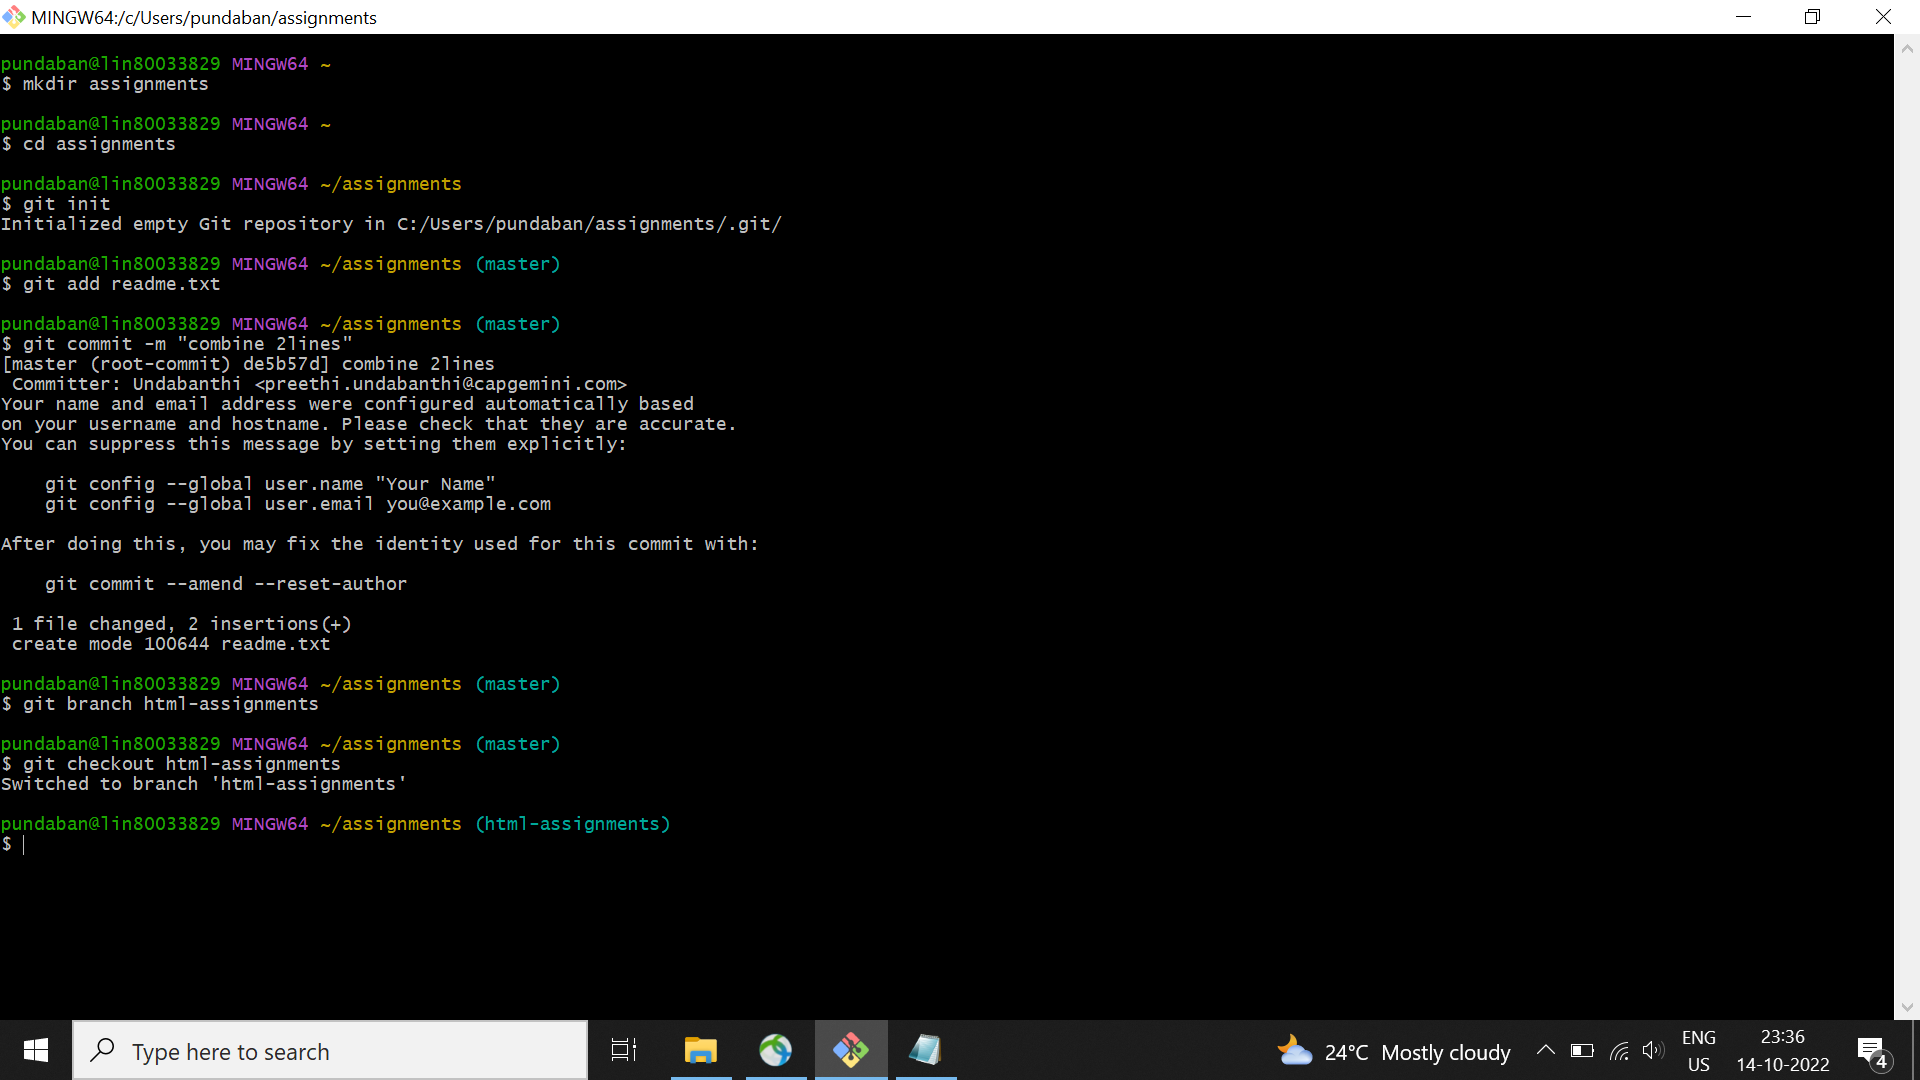 MINGW64:/c/Users/pundaban/assignments
pundaban@lin80033829 MINGW64 ~
$ mkdir assignments
pundaban@lin80033829 MINGW64 ~
$ cd assignments
pundaban@lin80033829 MINGW64 ~/assignments
$ git init
Initialized empty Git repository in C:/Users/pundaban/assignments/.git/
pundaban@lin80033829 MINGW64 ~/assignments (master)
$ git add readme.txt
pundaban@lin80033829 MINGW64 ~/assignments (master)
$ git commit -m "combine 2lines"
[master (root-commit) de5b57d] combine 2lines
 Committer: Undabanthi <preethi.undabanthi@capgemini.com>
Your name and email address were configured automatically based
on your username and hostname. Please check that they are accurate.
You can suppress this message by setting them explicitly:
    git config --global user.name "Your Name"
    git config --global user.email you@example.com
After doing this, you may fix the identity used for this commit with:
    git commit --amend --reset-author
 1 file changed, 2 insertions(+)
 create mode 100644 readme.txt
pundaban@lin80033829 MINGW64 ~/assignments (master)
$ git branch html-assignments
pundaban@lin80033829 MINGW64 ~/assignments (master)
$ git checkout html-assignments
Switched to branch 'html-assignments'
pundaban@lin80033829 MINGW64 ~/assignments (html-assignments)
$
Type here to search
24°C Mostly cloudy
ENG
US
23:36
14-10-2022
4